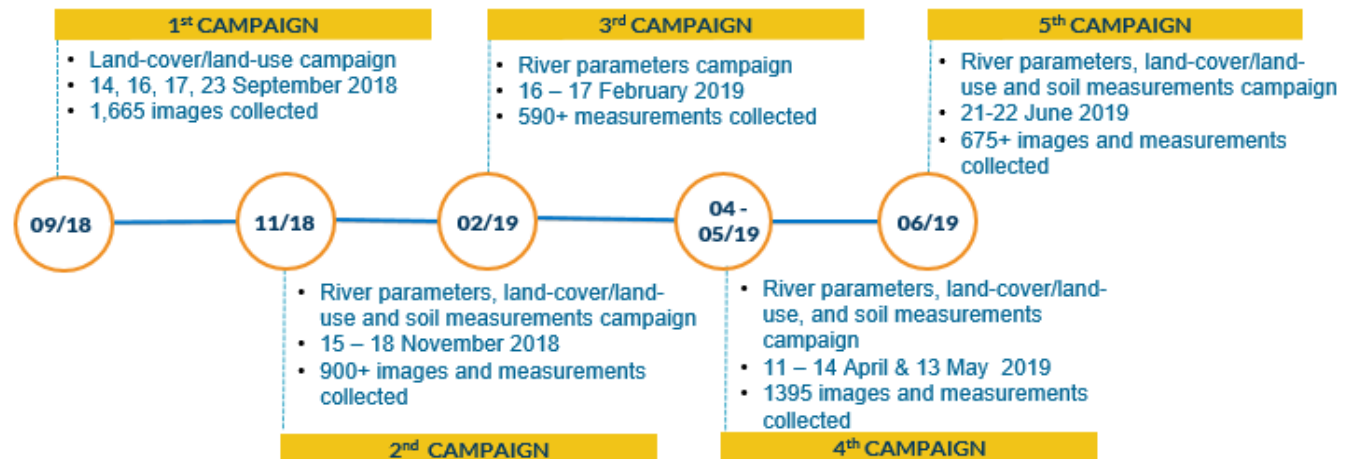 1st CAMPAIGN
• Land-cover/land-use campaign
• 14, 16, 17, 23 September 2018
• 1,665 images collected
3rd CAMPAIGN
• River parameters campaign
• 16 – 17 February 2019
• 590+ measurements collected
5th CAMPAIGN
• River parameters, land-cover/land-
use and soil measurements campaign
• 21-22 June 2019
• 675+ images and measurements
collected
09/18
11/18
02/19
04 -
05/19
06/19
• River parameters, land-cover/land-
use and soil measurements campaign
• 15 – 18 November 2018
• 900+ images and measurements
collected
2nd CAMPAIGN
• River parameters, land-cover/land-
use, and soil measurements
campaign
• 11 – 14 April & 13 May 2019
• 1395 images and measurements
collected
4th CAMPAIGN